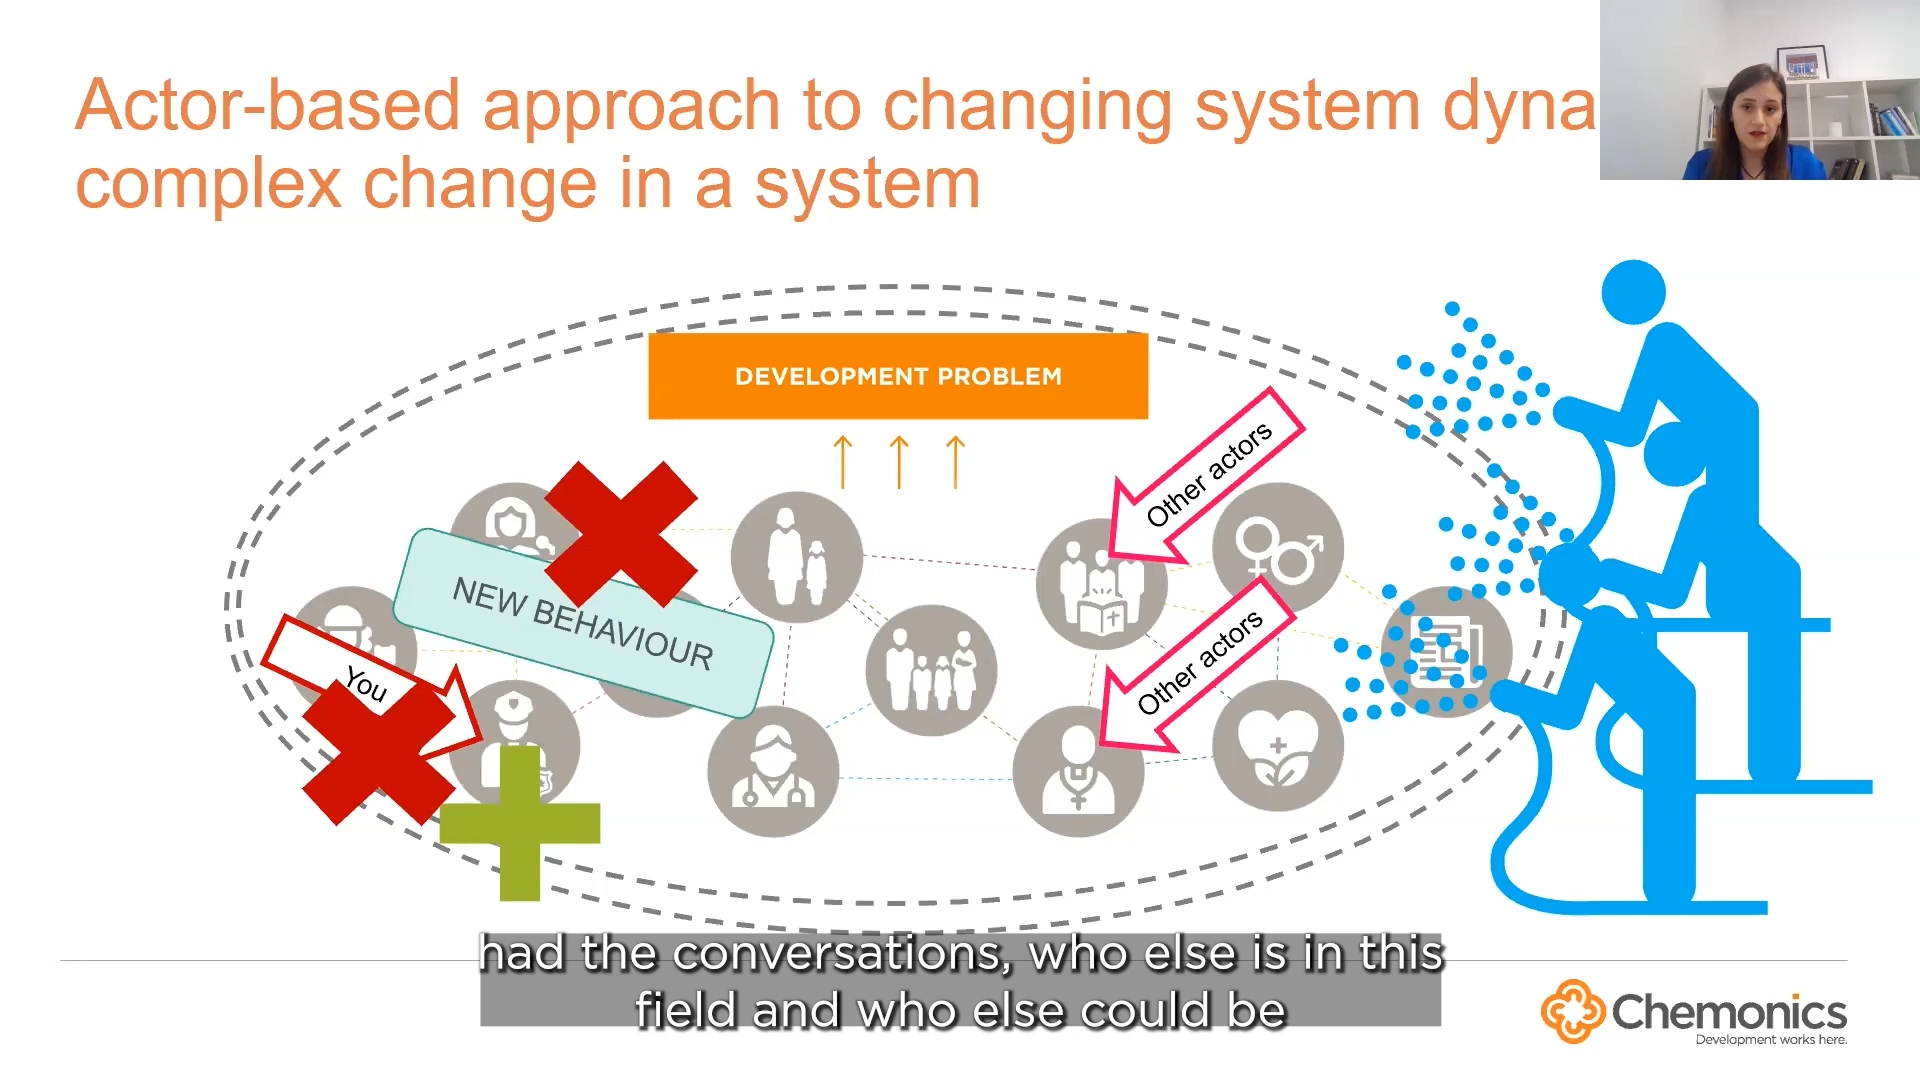 Actor-based approach to changing system dyna
complex change in a system
DEVELOPMENT PROBLEM
Other actors
NEW BEHAVIOUR
Other actors
You
had the conversations, who else is in this
field and who else could be
Chemonics
Development works here.